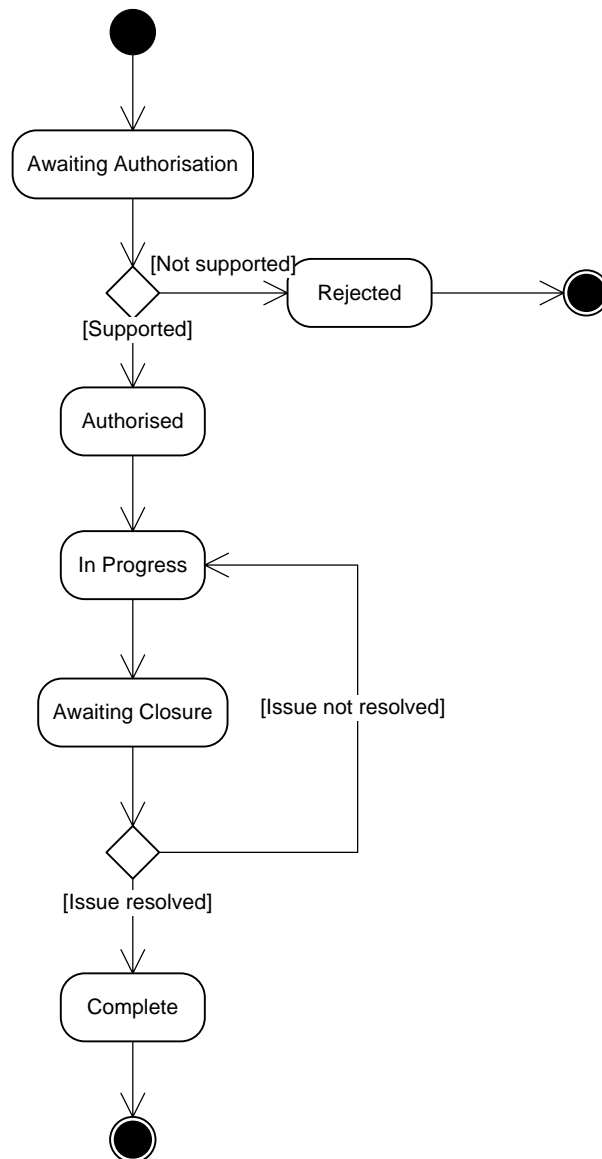 Awaiting Authorisation
[Not supported]
Rejected
[Supported]
Authorised
In Progress
Awaiting Closure
[Issue not resolved]
[Issue resolved]
Complete